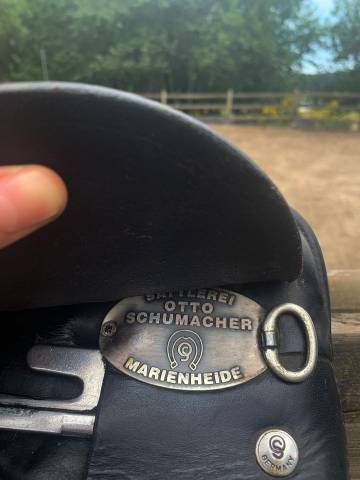 SATTLEREI
OTTO
SCHUMACHER
MARIENHEIDE
GERMANY